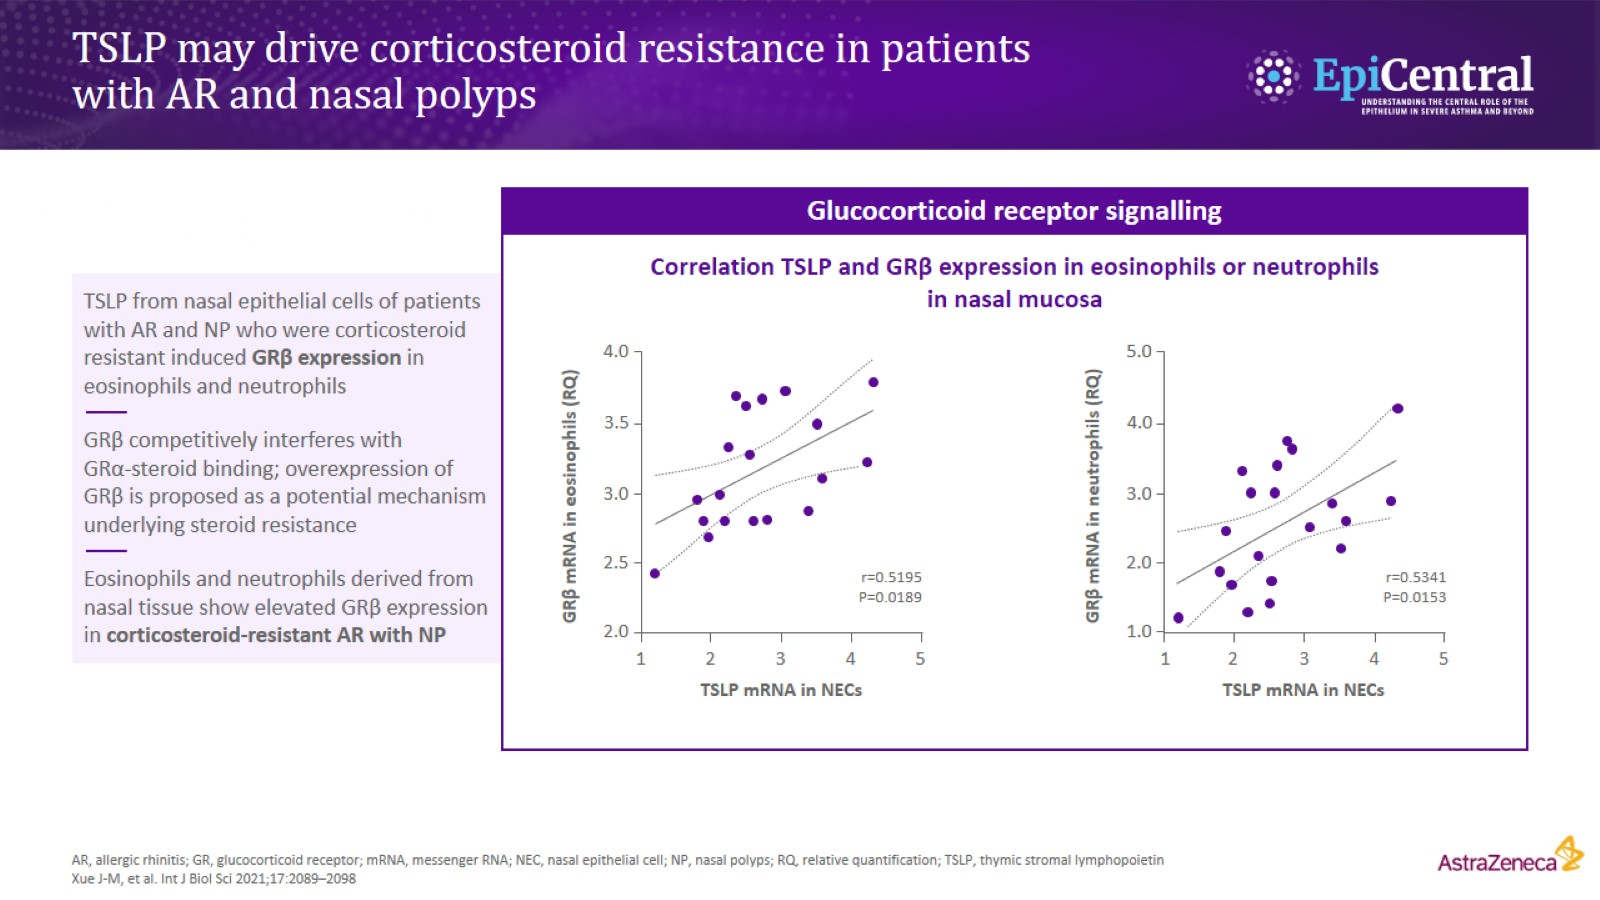 TSLP may drive corticosteroid resistance in patients
with AR and nasal polyps
EpiCentral
UNDERSTANDING THE CENTRAL ROLE OF THE
EPITHELIUM IN SEVERE ASTHMA AND BEYOND
TSLP from nasal epithelial cells of patients
with AR and NP who were corticosteroid
resistant induced GRβ expression in
eosinophils and neutrophils
GRβ competitively interferes with
GRα-steroid binding; overexpression of
GRβ is proposed as a potential mechanism
underlying steroid resistance
Eosinophils and neutrophils derived from
nasal tissue show elevated GRβ expression
in corticosteroid-resistant AR with NP
Glucocorticoid receptor signalling
Correlation TSLP and GRβ expression in eosinophils or neutrophils
in nasal mucosa
GRβ mRNA in eosinophils (RQ)
4.0
3.5
3.0
2.5
2.0
r=0.5195
P=0.0189
1 2 3 4 5
TSLP mRNA in NECs
GRβ mRNA in neutrophils (RQ)
5.0
4.0
3.0
2.0
1.0
r=0.5341
P=0.0153
1 2 3 4 5
TSLP mRNA in NECs
AR, allergic rhinitis; GR, glucocorticoid receptor; mRNA, messenger RNA; NEC, nasal epithelial cell; NP, nasal polyps; RQ, relative quantification; TSLP, thymic stromal lymphopoietin
Xue J-M, et al. Int J Biol Sci 2021;17:2089–2098
AstraZeneca